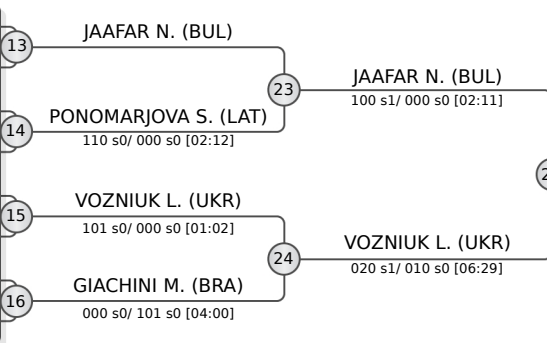 JAAFAR N. (BUL)
13
23
JAAFAR N. (BUL)
100 s1/ 000 s0 [02:11]
PONOMARJOVA S. (LAT)
14
110 s0/ 000 s0 [02:12]
VOZNIUK L. (UKR)
15
101 s0/ 000 s0 [01:02]
24
VOZNIUK L. (UKR)
020 s1/ 010 s0 [06:29]
GIACHINI M. (BRA)
16
000 s0/ 101 s0 [04:00]